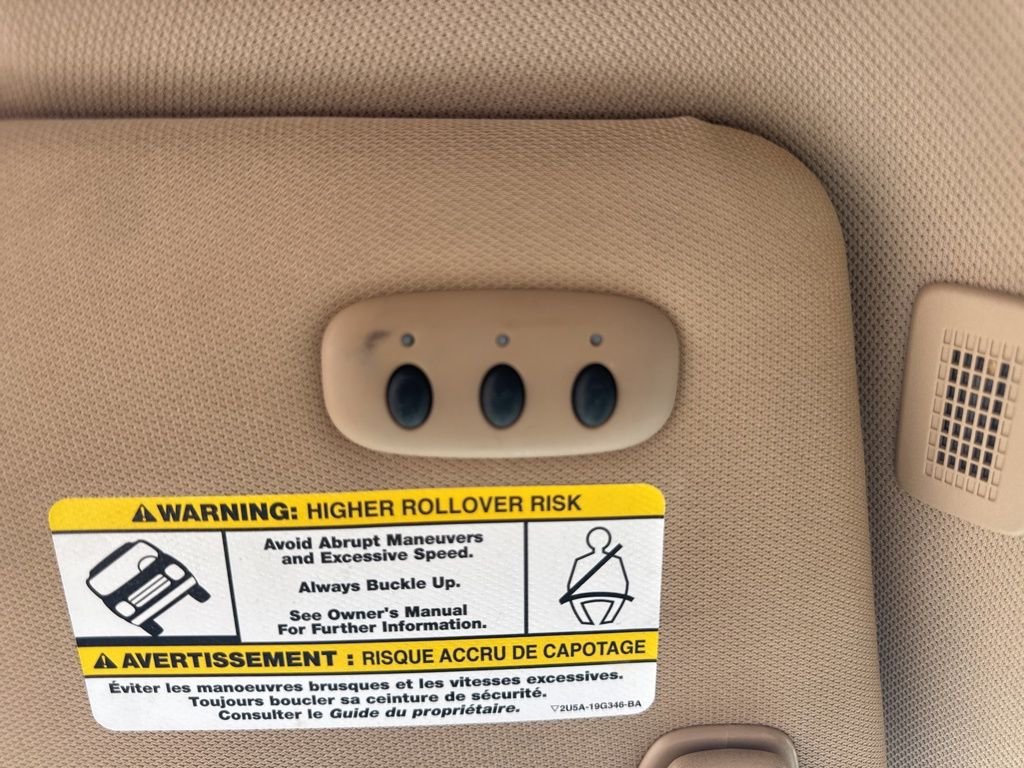 WARNING: HIGHER ROLLOVER RISK
Avoid Abrupt Maneuvers
and Excessive Speed.
Always Buckle Up.
See Owner's Manual
For Further Information.
AVERTISSEMENT : RISQUE ACCRU DE CAPOTAGE
Éviter les manoeuvres brusques et les vitesses excessives.
Toujours boucler sa ceinture de sécurité.
Consulter le Guide du propriétaire.
2U5A-19G346-BA